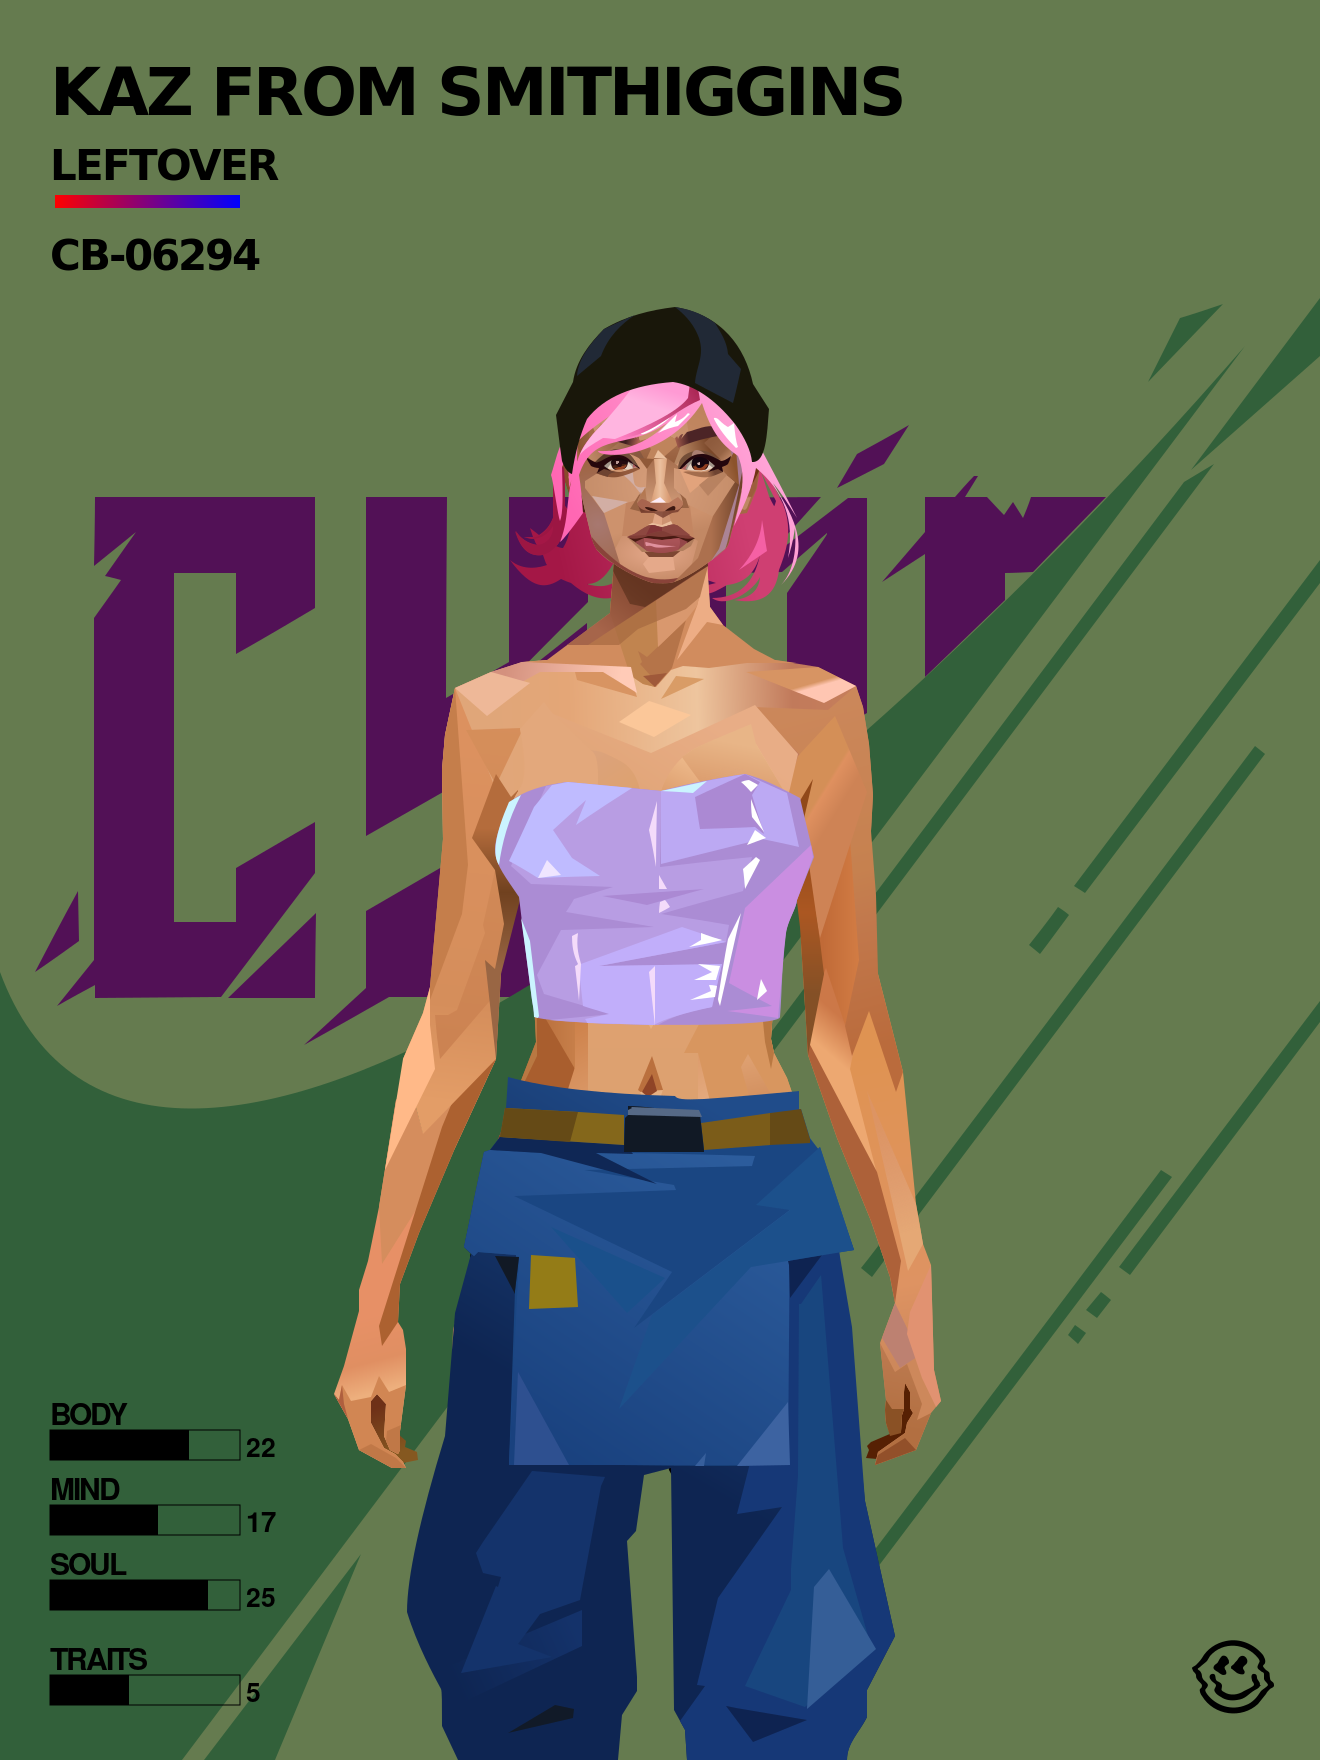 KAZ FROM SMITHIGGINS
LEFTOVER
CB-06294
BODY
22
MIND
17
SOUL
25
TRAITS
5